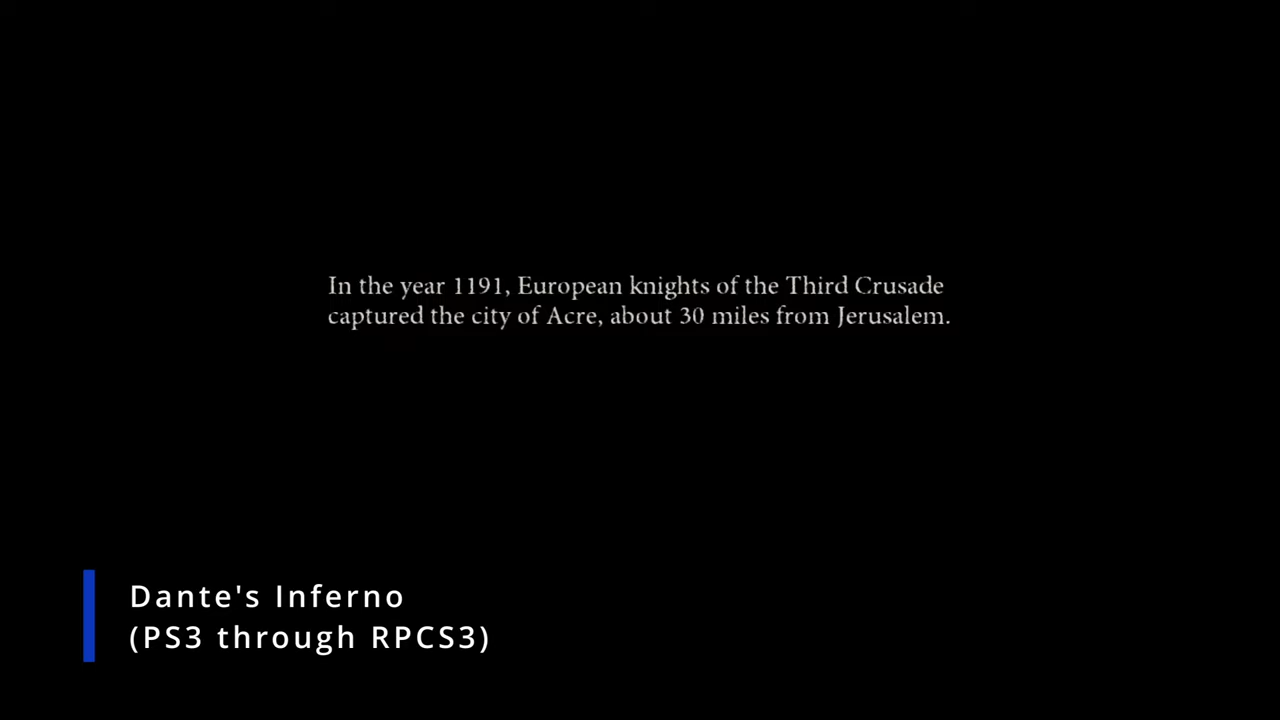 In the year 1191, European knights of the Third Crusade
captured the city of Acre, about 30 miles from Jerusalem.
Dante's Inferno
(PS3 through RPCS3)